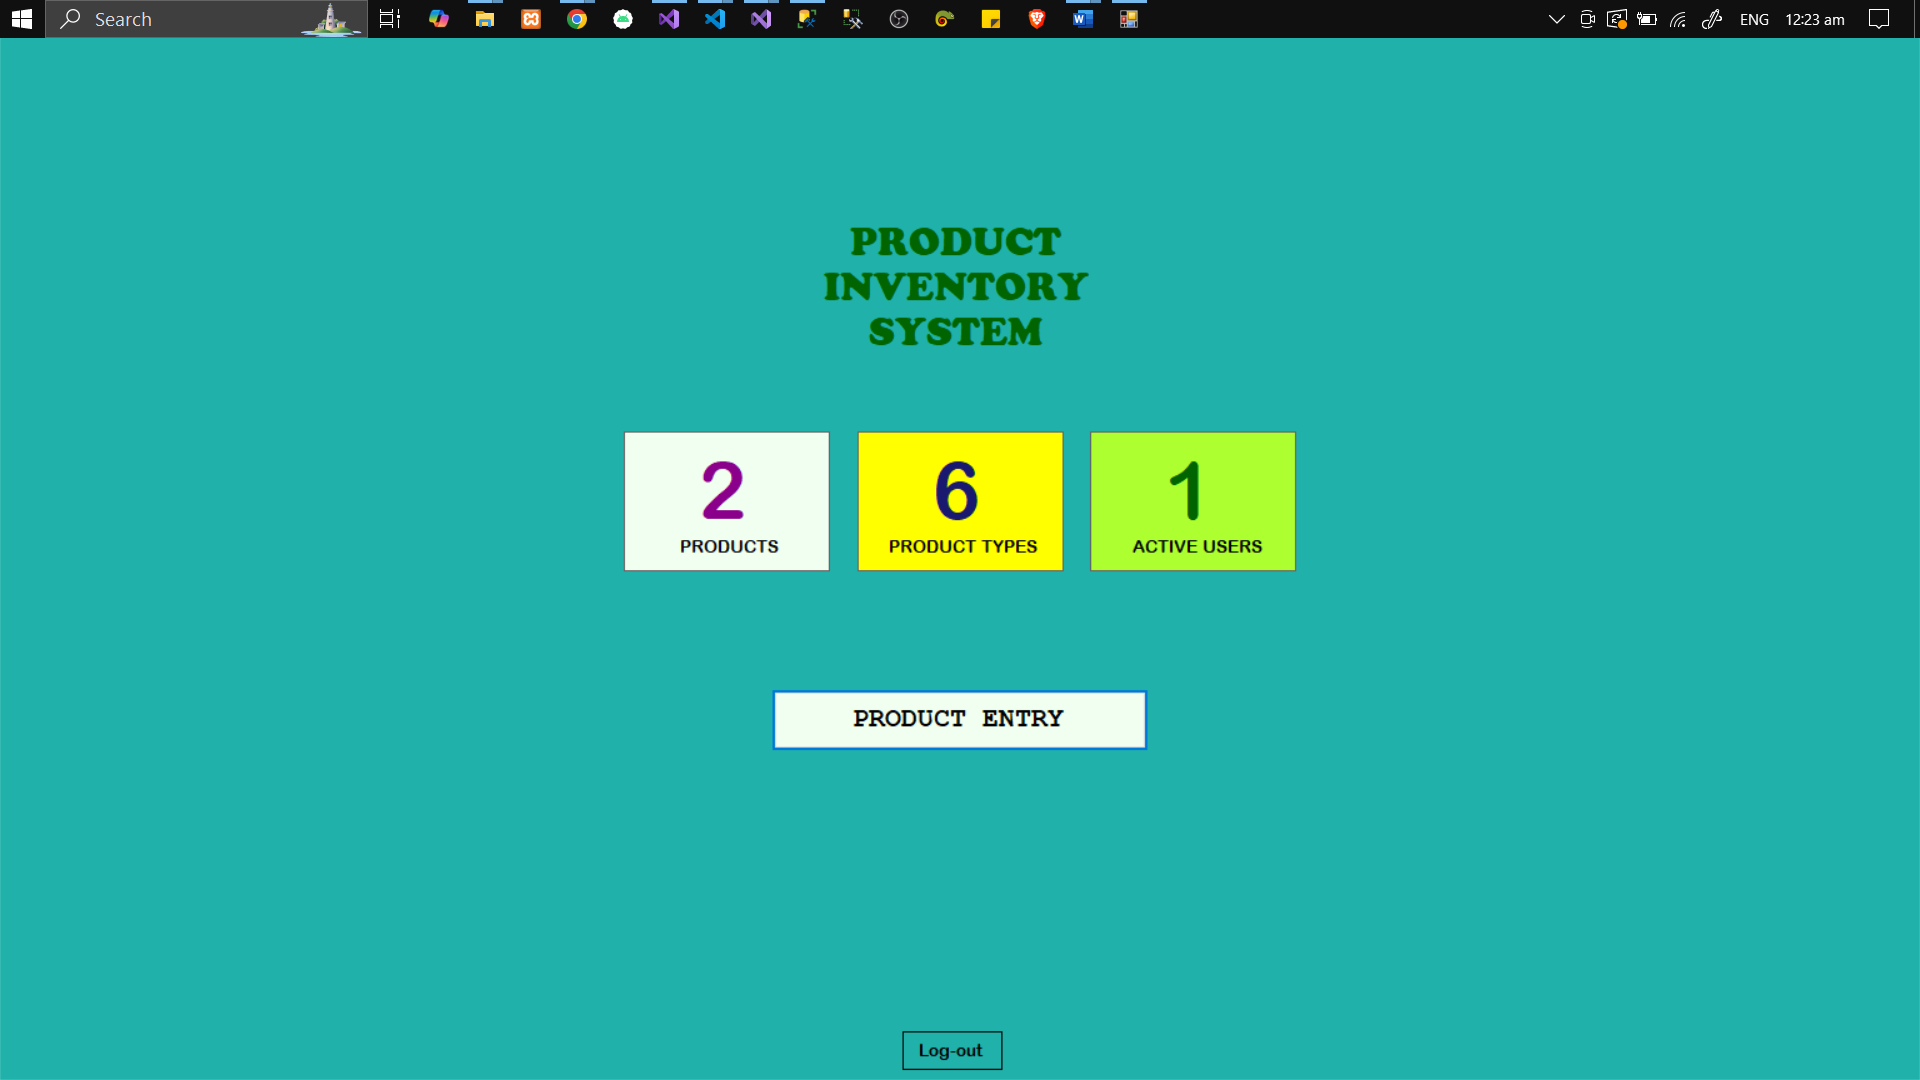 Search
ENG
12:23 am
PRODUCT
INVENTORY
SYSTEM
2
PRODUCTS
6
PRODUCT TYPES
1
ACTIVE USERS
PRODUCT ENTRY
Log-out